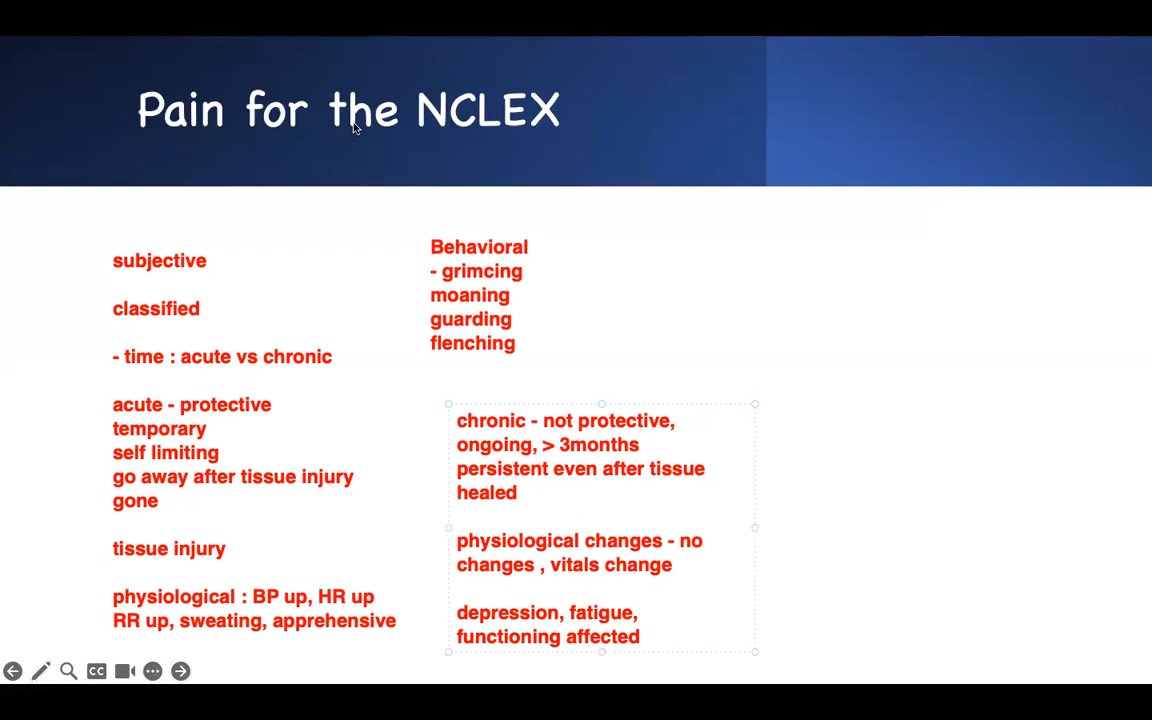 Pain for the NCLEX
subjective
classified
- time : acute vs chronic
acute - protective
temporary
self limiting
go away after tissue injury
gone
tissue injury
physiological : BP up, HR up
RR up, sweating, apprehensive
Behavioral
- grimcing
moaning
guarding
flenching
chronic - not protective,
ongoing, > 3months
persistent even after tissue
healed
physiological changes - no
changes , vitals change
depression, fatigue,
functioning affected
CC